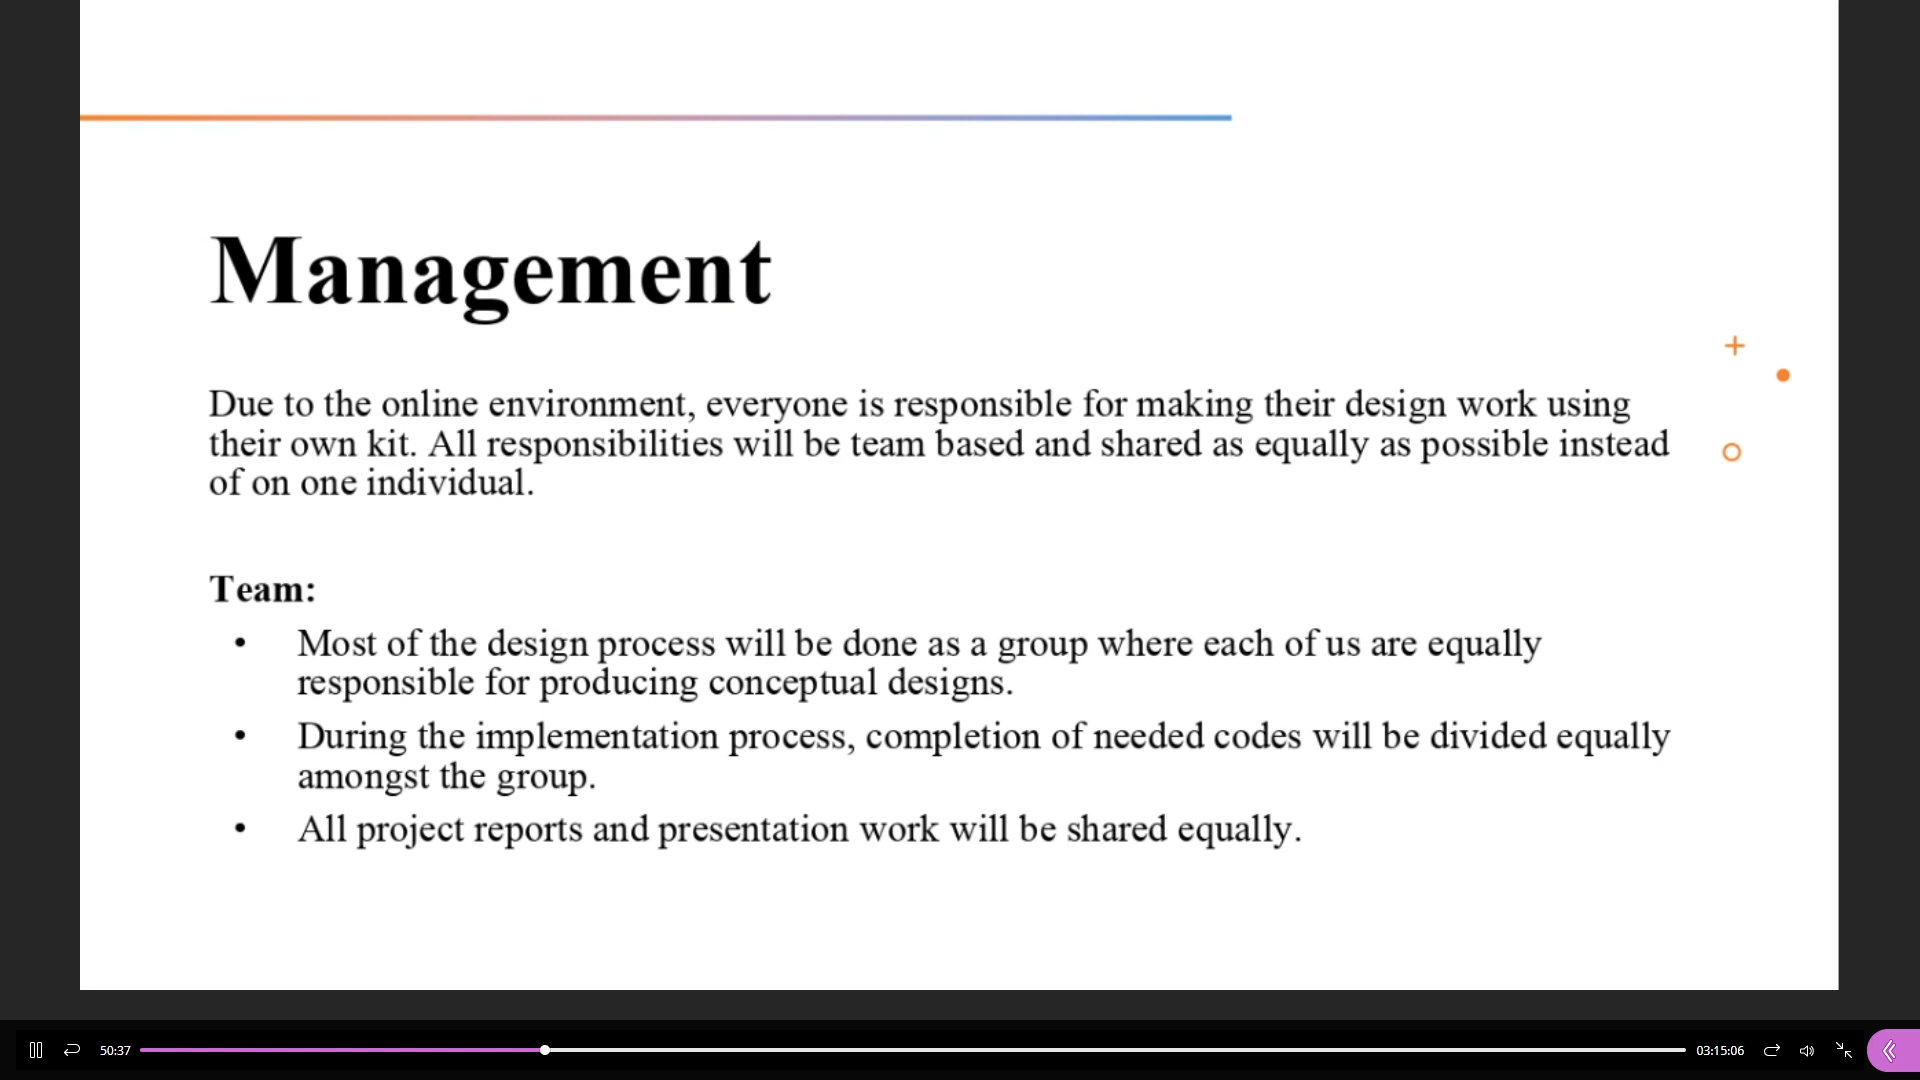 Management
Due to the online environment, everyone is responsible for making their design work using
their own kit. All responsibilities will be team based and shared as equally as possible instead
of on one individual.
Team:
• Most of the design process will be done as a group where each of us are equally
responsible for producing conceptual designs.
• During the implementation process, completion of needed codes will be divided equally
amongst the group.
• All project reports and presentation work will be shared equally.
50:37
03:15:06